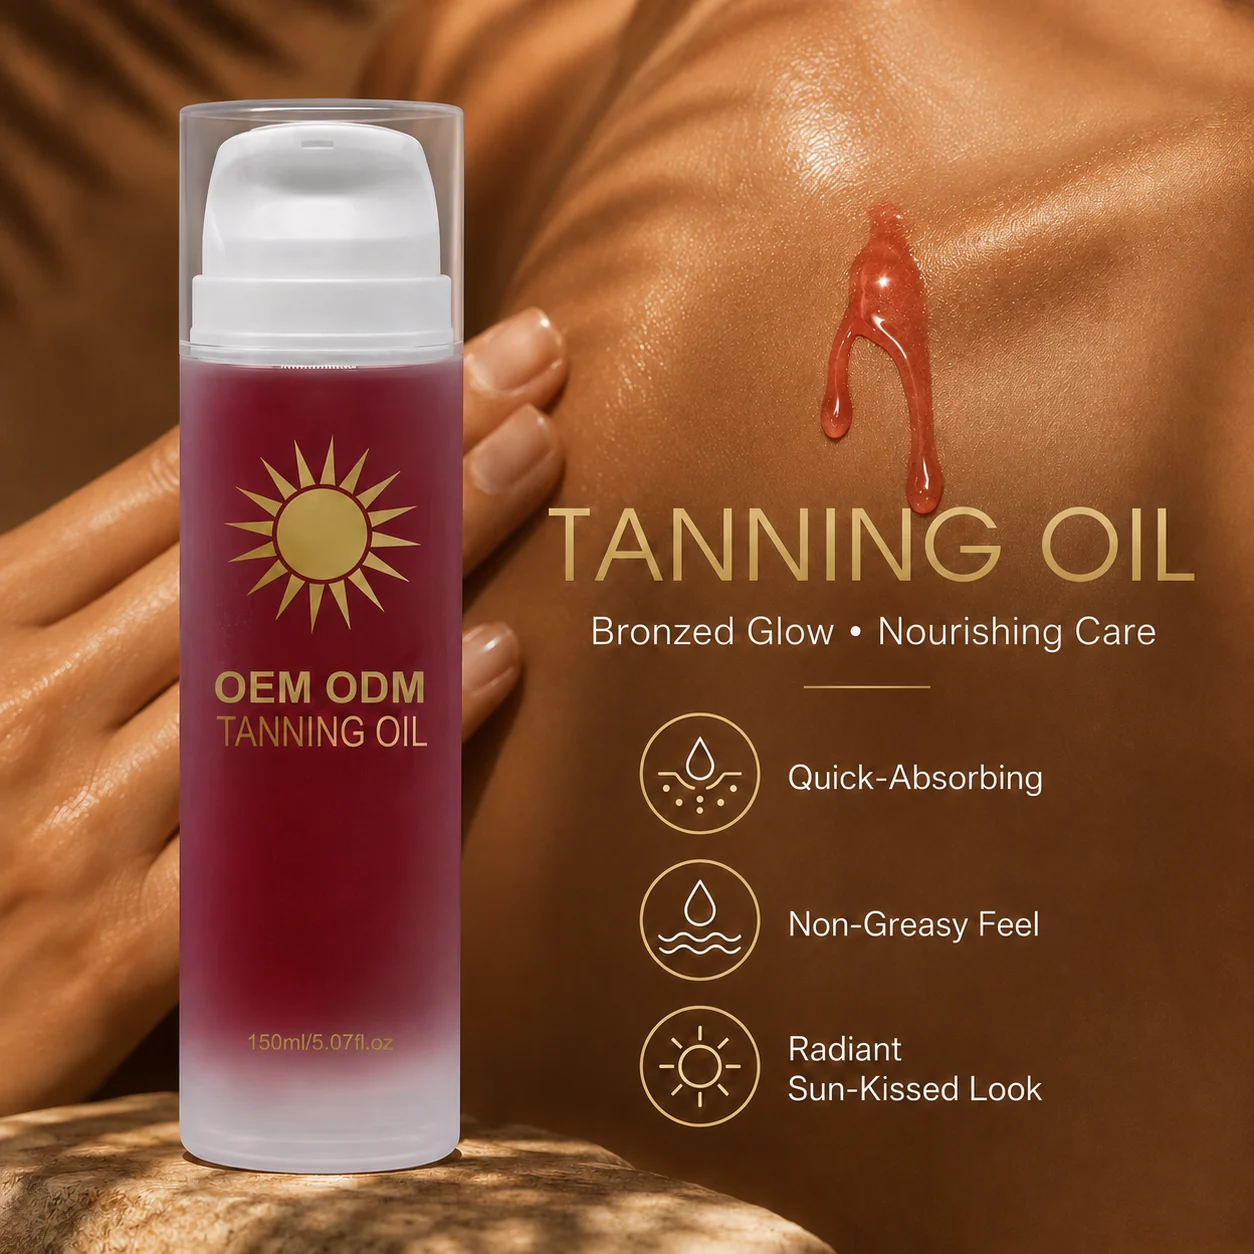 OEM ODM
TANNING OIL
150ml/5.07fl.oz
TANNING OIL
Bronzed Glow • Nourishing Care
Quick-Absorbing
Non-Greasy Feel
Radiant
Sun-Kissed Look